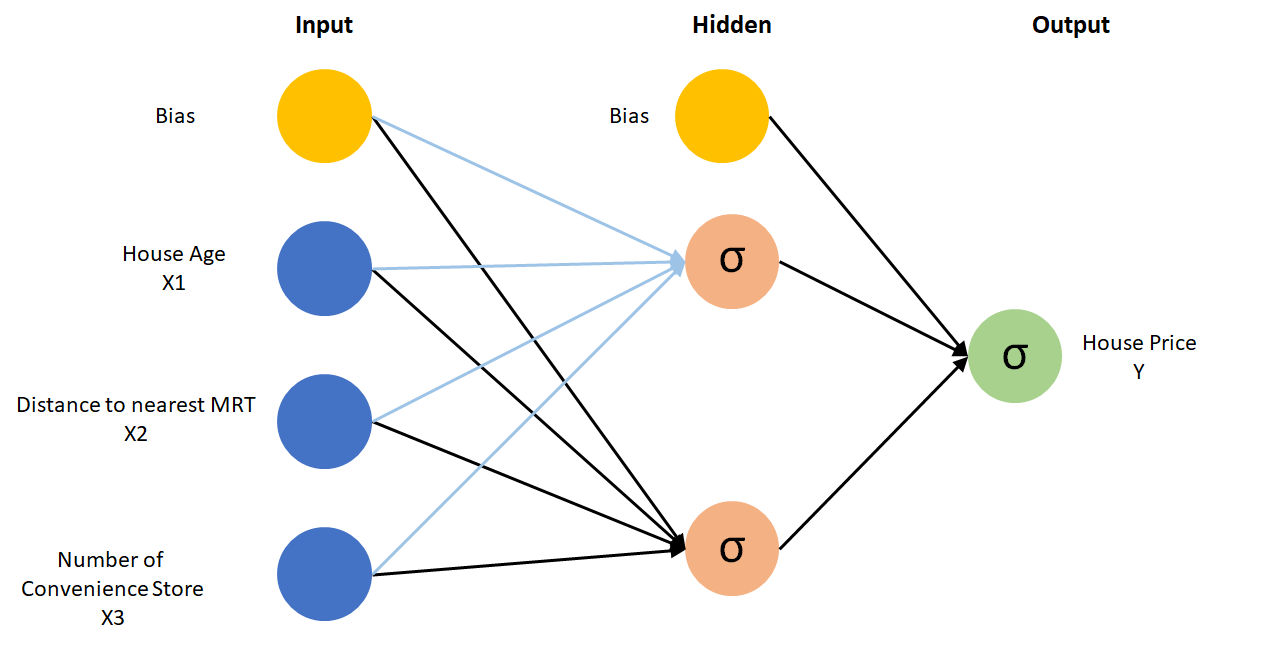 Input
Hidden
Output
Bias
Bias
House Age
X1
σ
σ
House Price
Y
Distance to nearest MRT
X2
Number of
Convenience Store
X3
σ